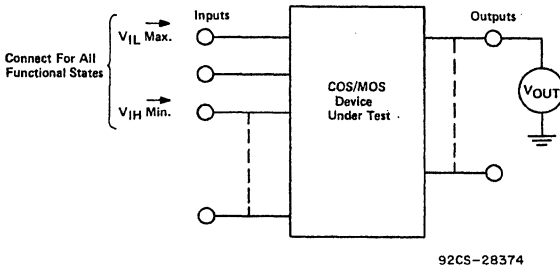 Inputs
Outputs
Connect For All
Functional States
VIL Max.
VIH Min.
COS/MOS
Device
Under Test
VOUT
92CS-28374